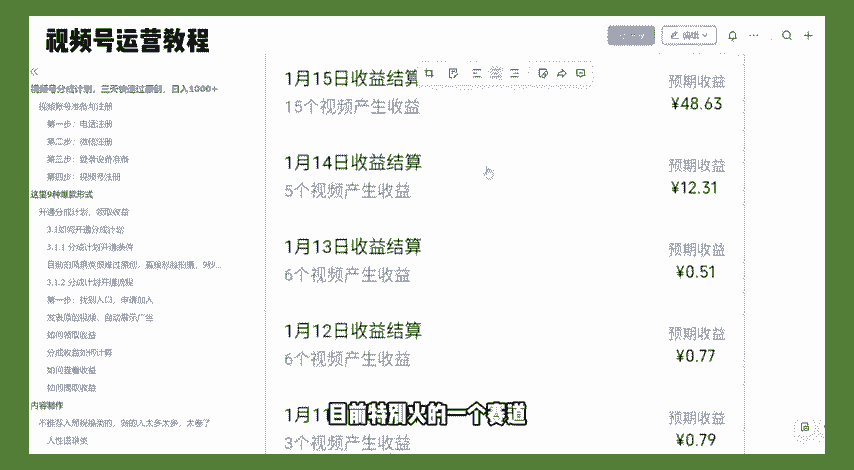 视频号运营教程
编辑
视频号分成计划，三天快速过原创，日入1000+
视频账号准备与注册
第一步：电话注册
第二步：微信注册
第三步：登录设备准备
第四步：视频号注册
这里9种爆款形式
开通分成计划，领取收益
3.1如何开通分成计划
3.1.1 分成计划开通条件
3.1.2 分成计划开通流程
第一步：找到入口，申请加入
发表原创视频、自动展示广告
如何领取收益
分成收益如何计算
如何查看收益
如何提取收益
内容制作
人性语录类
1月15日收益结算
15个视频产生收益
预期收益
¥48.63
1月14日收益结算
5个视频产生收益
预期收益
¥12.31
1月13日收益结算
6个视频产生收益
预期收益
¥0.51
1月12日收益结算
6个视频产生收益
预期收益
¥0.77
1月11
3个视频产生收益
预期收益
¥0.79
目前特别火的一个赛道